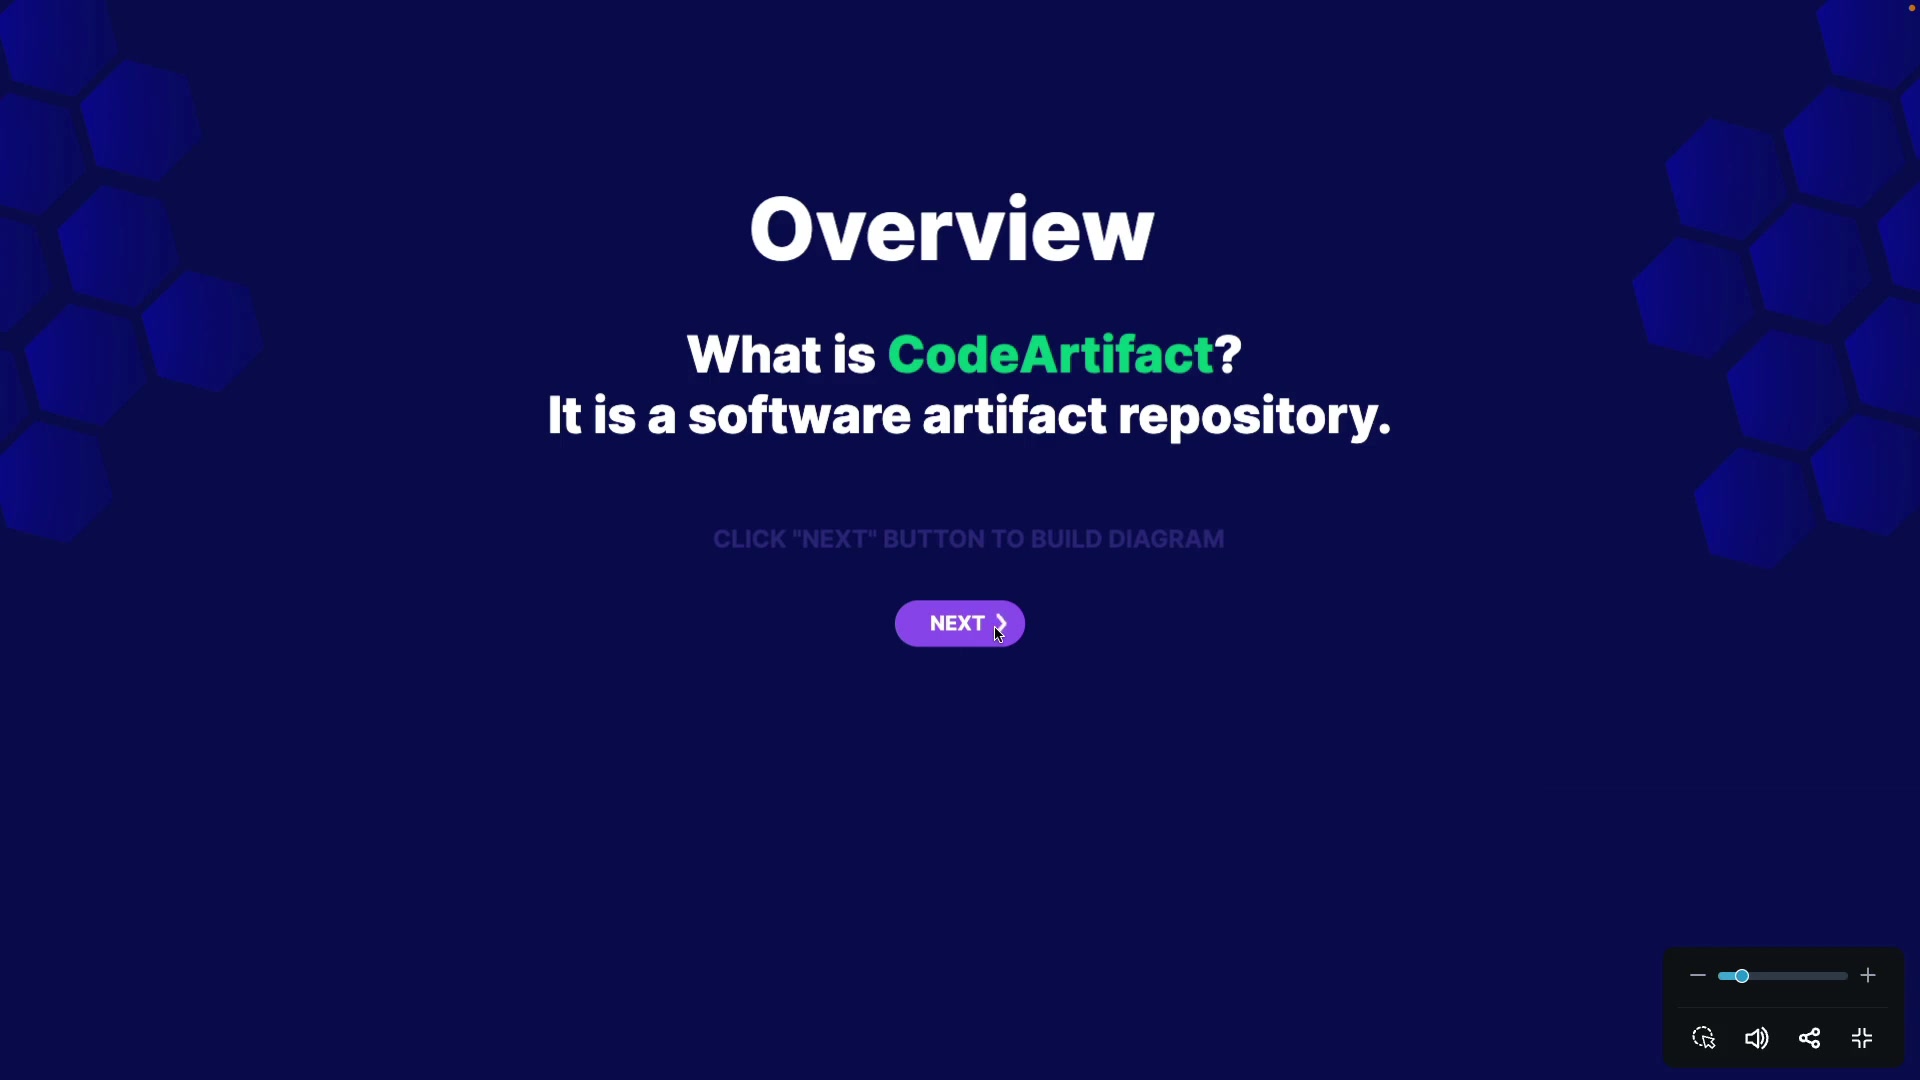 Overview
What is CodeArtifact?
It is a software artifact repository.
CLICK "NEXT" BUTTON TO BUILD DIAGRAM
NEXT